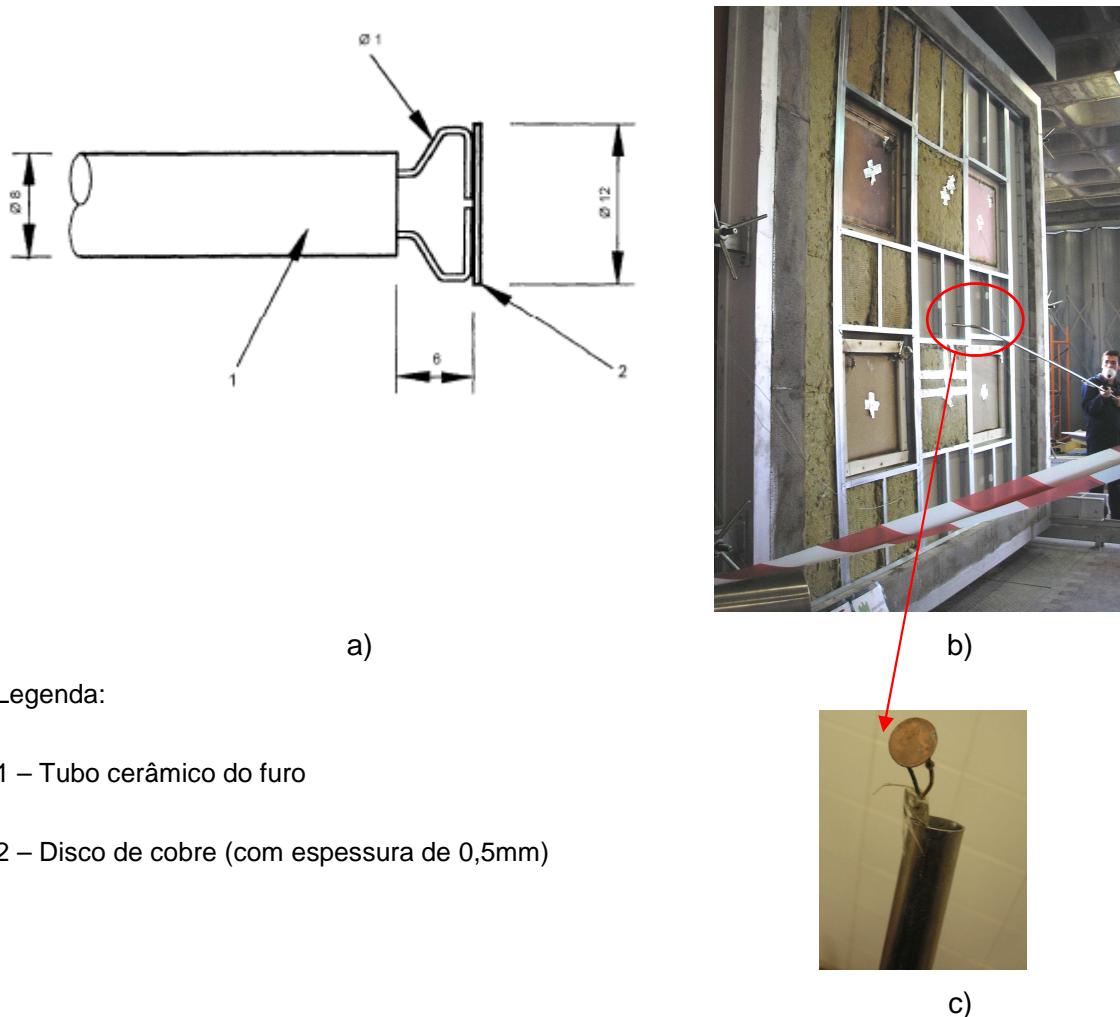 Ø 1
Ø 8
Ø 12
6
1
2
a)
b)
Legenda:
1 – Tubo cerâmico do furo
2 – Disco de cobre (com espessura de 0,5mm)
c)